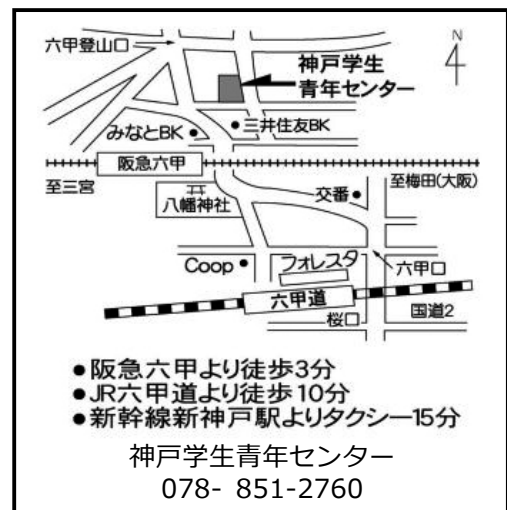 N
六甲登山口
神戸学生
青年センター
みなとBK
三井住友BK
阪急六甲
至三宮
至梅田(大阪)
八幡神社
交番
Coop
フォレスタ
六甲口
六甲道
桜口
国道2
●阪急六甲より徒歩3分
●JR六甲道より徒歩10分
●新幹線新神戸駅よりタクシー15分
神戸学生青年センター
078- 851-2760